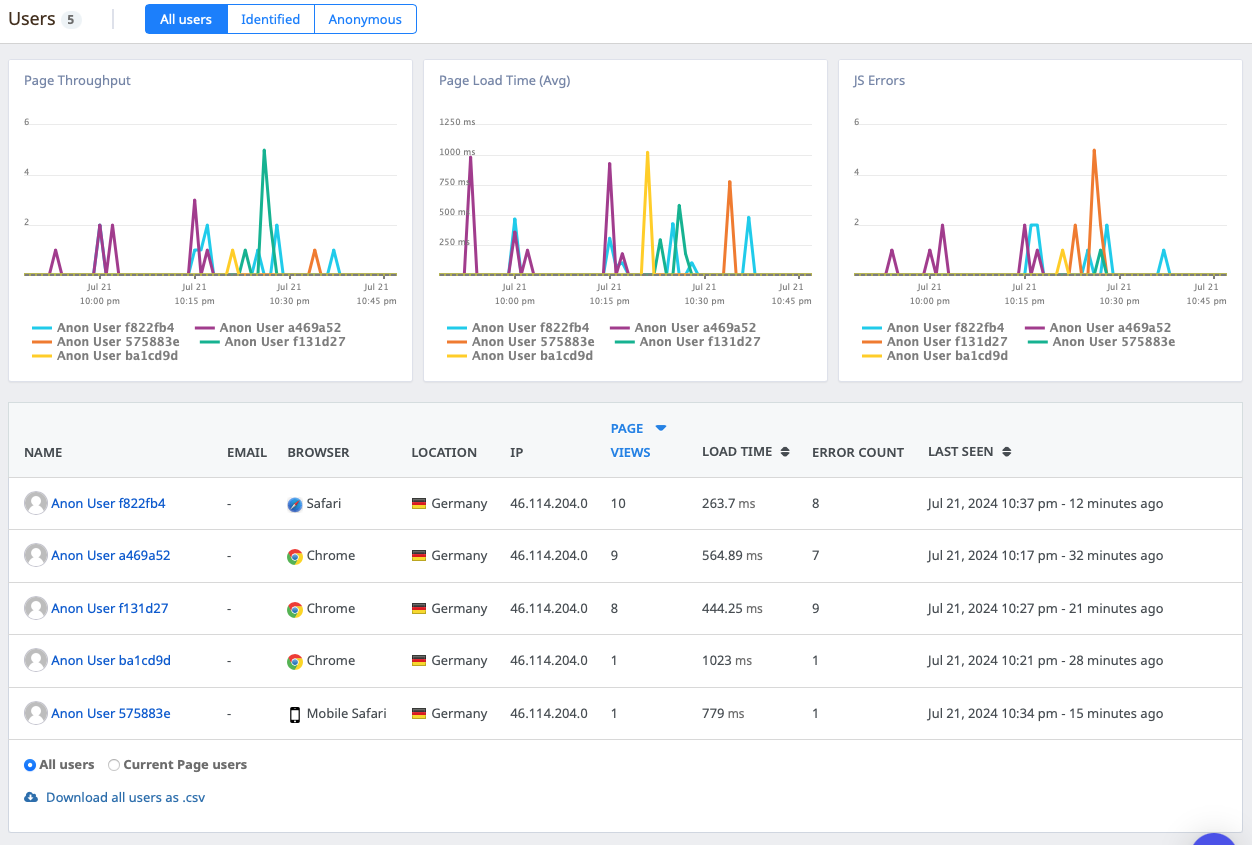 Users 5
All users Identified Anonymous
Page Throughput
6
4
2
Jul 21 Jul 21 Jul 21 Jul 21
10:00 pm 10:15 pm 10:30 pm 10:45 pm
Anon User f822fb4 Anon User a469a52
Anon User 575883e Anon User f131d27
Anon User ba1cd9d
Page Load Time (Avg)
1250 ms
1000 ms
750 ms
500 m
250 ms
Jul 21 Jul 21 Jul 21 Jul 21
10:00 pm 10:15 pm 10:30 pm 10:45 pm
Anon User f822fb4 Anon User a469a52
Anon User 575883e Anon User f131d27
Anon User ba1cd9d
JS Errors
6
4
2
Jul 21 Jul 21 Jul 21 Jul 21
10:00 pm 10:15 pm 10:30 pm 10:45 pm
Anon User f822fb4 Anon User a469a52
Anon User f131d27 Anon User 575883e
Anon User ba1cd9d
NAME EMAIL BROWSER LOCATION IP PAGE VIEWS LOAD TIME ERROR COUNT LAST SEEN
Anon User f822fb4 - Safari Germany 46.114.204.0 10 263.7 ms 8 Jul 21, 2024 10:37 pm - 12 minutes ago
Anon User a469a52 - Chrome Germany 46.114.204.0 9 564.89 ms 7 Jul 21, 2024 10:17 pm - 32 minutes ago
Anon User f131d27 - Chrome Germany 46.114.204.0 8 444.25 ms 9 Jul 21, 2024 10:27 pm - 21 minutes ago
Anon User ba1cd9d - Chrome Germany 46.114.204.0 1 1023 ms 1 Jul 21, 2024 10:21 pm - 28 minutes ago
Anon User 575883e - Mobile Safari Germany 46.114.204.0 1 779 ms 1 Jul 21, 2024 10:34 pm - 15 minutes ago
All users Current Page users
Download all users as .csv